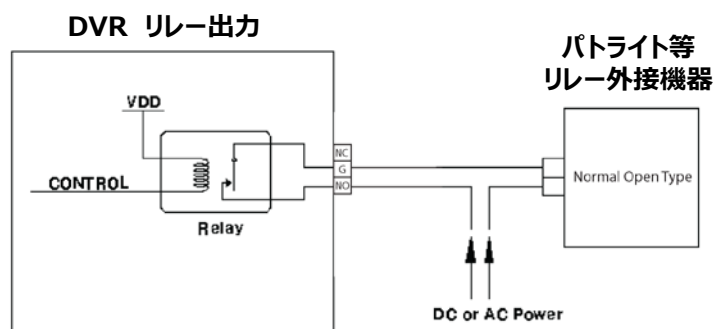 DVR リレー出力
パトライト等
リレー外接機器
VDD
CONTROL
Relay
NC
G
NO
Normal Open Type
DC or AC Power